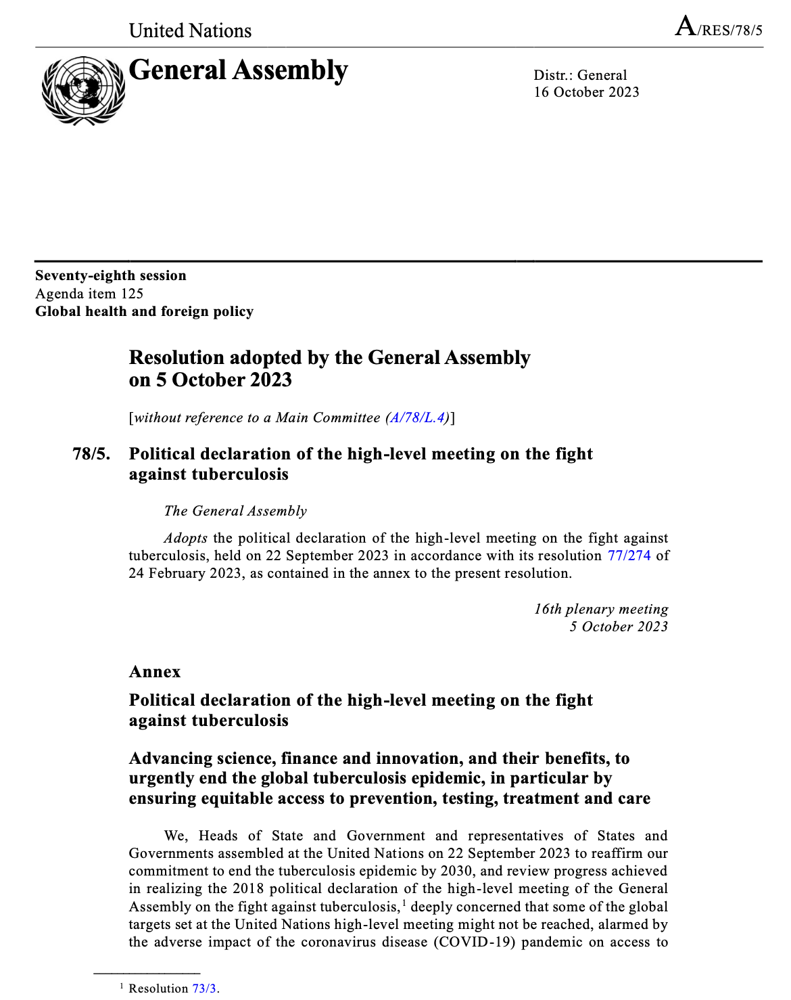 United Nations
A/RES/78/5
General Assembly
Distr.: General
16 October 2023
Seventy-eighth session
Agenda item 125
Global health and foreign policy
Resolution adopted by the General Assembly
on 5 October 2023
[without reference to a Main Committee (A/78/L.4)]
78/5. Political declaration of the high-level meeting on the fight
against tuberculosis
The General Assembly
Adopts the political declaration of the high-level meeting on the fight against
tuberculosis, held on 22 September 2023 in accordance with its resolution 77/274 of
24 February 2023, as contained in the annex to the present resolution.
16th plenary meeting
5 October 2023
Annex
Political declaration of the high-level meeting on the fight
against tuberculosis
Advancing science, finance and innovation, and their benefits, to
urgently end the global tuberculosis epidemic, in particular by
ensuring equitable access to prevention, testing, treatment and care
We, Heads of State and Government and representatives of States and
Governments assembled at the United Nations on 22 September 2023 to reaffirm our
commitment to end the tuberculosis epidemic by 2030, and review progress achieved
in realizing the 2018 political declaration of the high-level meeting of the General
Assembly on the fight against tuberculosis,¹ deeply concerned that some of the global
targets set at the United Nations high-level meeting might not be reached, alarmed by
the adverse impact of the coronavirus disease (COVID-19) pandemic on access to
¹ Resolution 73/3.